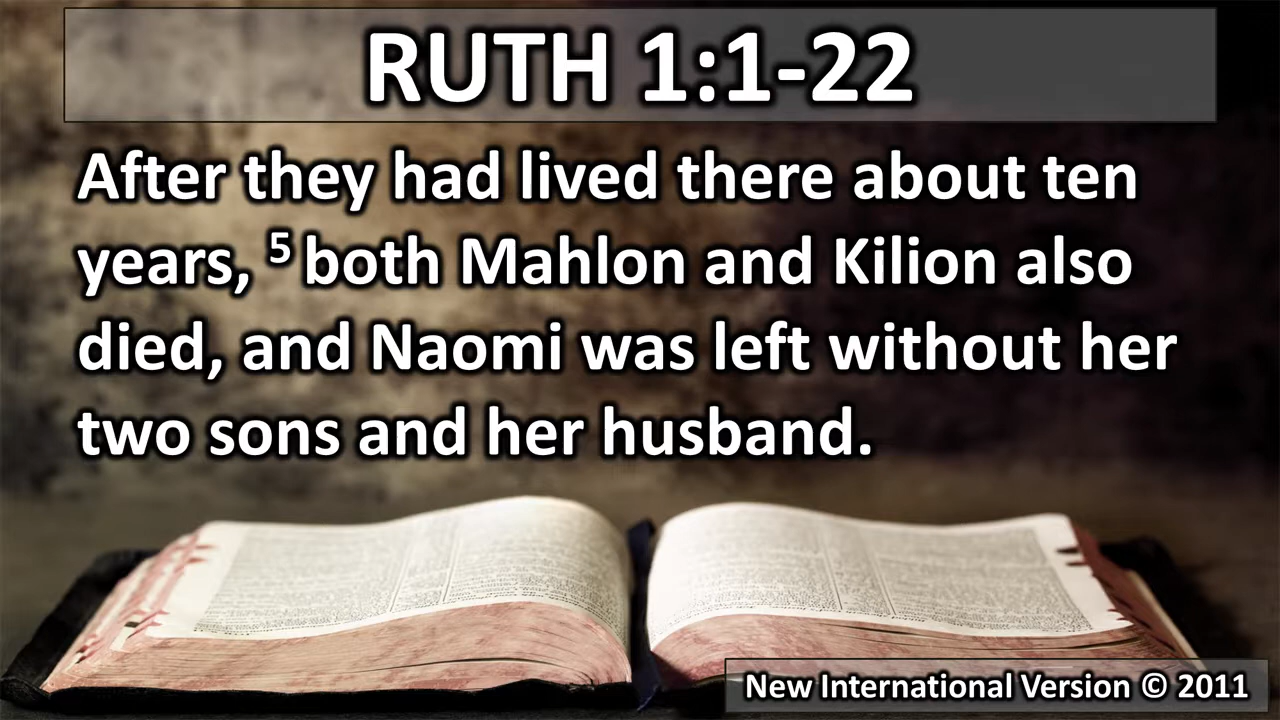 RUTH 1:1-22
After they had lived there about ten
years, ⁵ both Mahlon and Kilion also
died, and Naomi was left without her
two sons and her husband.
New International Version © 2011